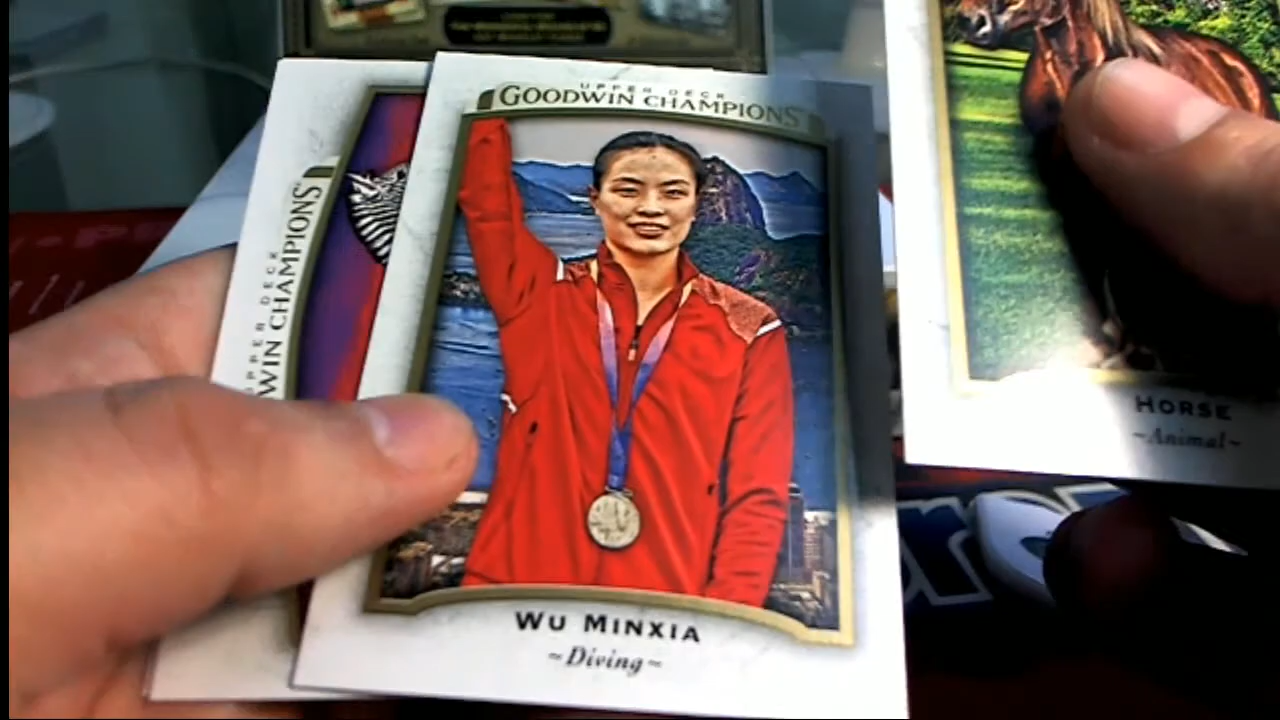 UPPER DECK
GOODWIN CHAMPIONS
WU MINXIA
~Diving~
UPPER DECK
WIN CHAMPIONS
HORSE
~Animal~